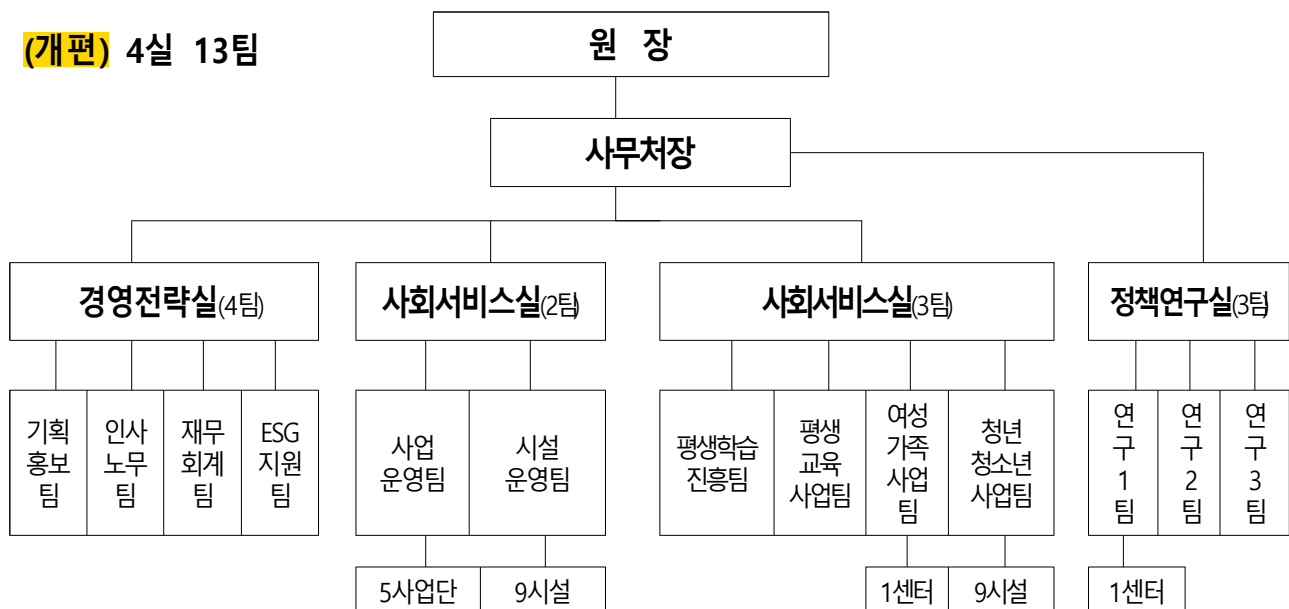 (개편) 4실 13팀
원 장
사무처장
경영전략실(4팀)
사회서비스실(2팀)
사회서비스실(3팀)
정책연구실(3팀)
기획
홍보
팀
인사
노무
팀
재무
회계
팀
ESG
지원
팀
사업
운영팀
시설
운영팀
평생학습
진흥팀
평생
교육
사업팀
여성
가족
사업
팀
청년
청소년
사업팀
연
구
1
팀
연
구
2
팀
연
구
3
팀
5사업단
9시설
1센터
9시설
1센터